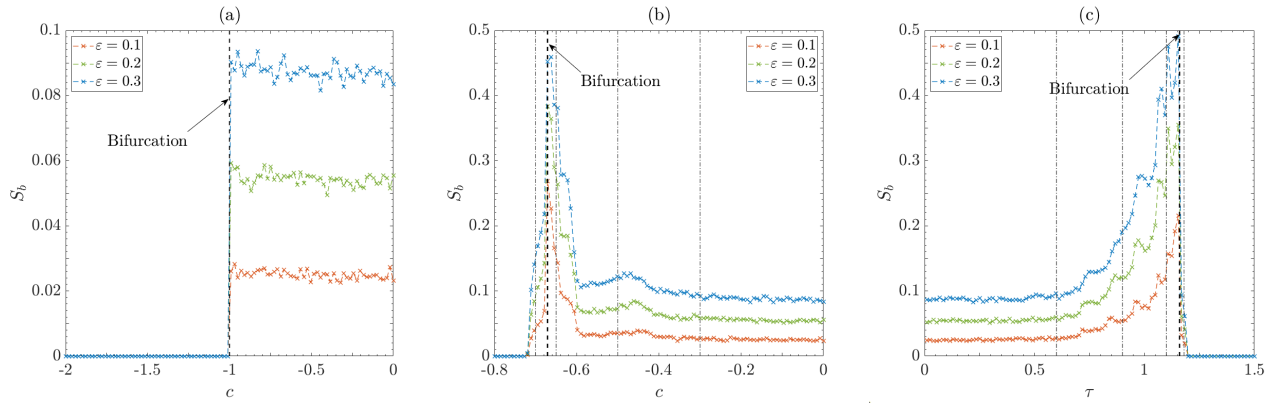 (a)
0.1
0.08
0.06
0.04
0.02
0
S_b
-2
-1.5
-1
-0.5
0
c
ε = 0.1
ε = 0.2
ε = 0.3
Bifurcation
(b)
0.5
0.4
0.3
0.2
0.1
0
S_b
-0.8
-0.6
-0.4
-0.2
0
c
ε = 0.1
ε = 0.2
ε = 0.3
Bifurcation
(c)
0.5
0.4
0.3
0.2
0.1
0
S_b
0
0.5
1
1.5
τ
ε = 0.1
ε = 0.2
ε = 0.3
Bifurcation